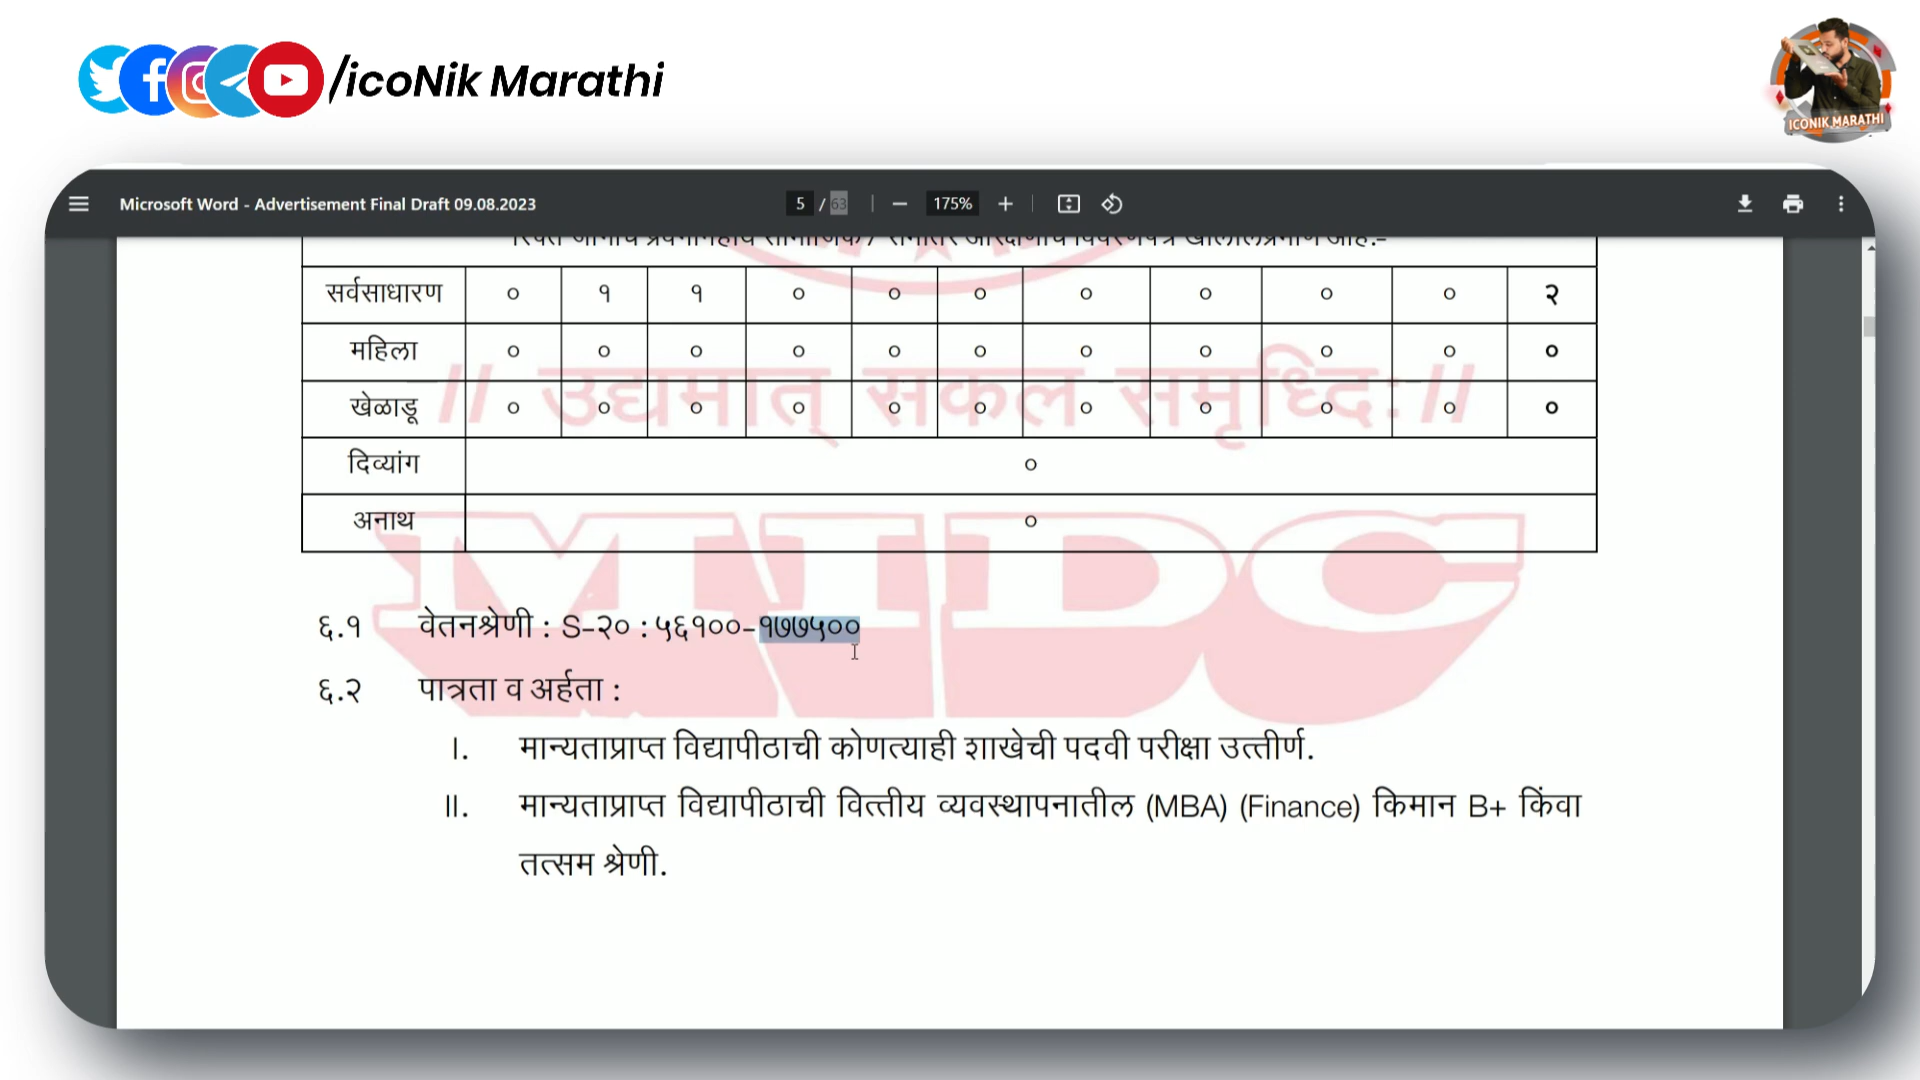 /icoNik Marathi
ICONIK MARATHI
Microsoft Word - Advertisement Final Draft 09.08.2023 5 / 63 175%
सर्वसाधारण ० १ १ ० ० ० ० ० ० ० २
महिला ० ० ० ० ० ० ० ० ० ० ०
खेळाडू ० ० ० ० ० ० ० ० ० ० ०
// उद्यमात् सकल समृध्दिः //
दिव्यांग ०
अनाथ ०
MIDC
६.१ वेतनश्रेणी : S-२० : ५६१००-१७७५००
६.२ पात्रता व अर्हता :
I. मान्यताप्राप्त विद्यापीठाची कोणत्याही शाखेची पदवी परीक्षा उत्तीर्ण.
II. मान्यताप्राप्त विद्यापीठाची वित्तीय व्यवस्थापनातील (MBA) (Finance) किमान B+ किंवा
तत्सम श्रेणी.